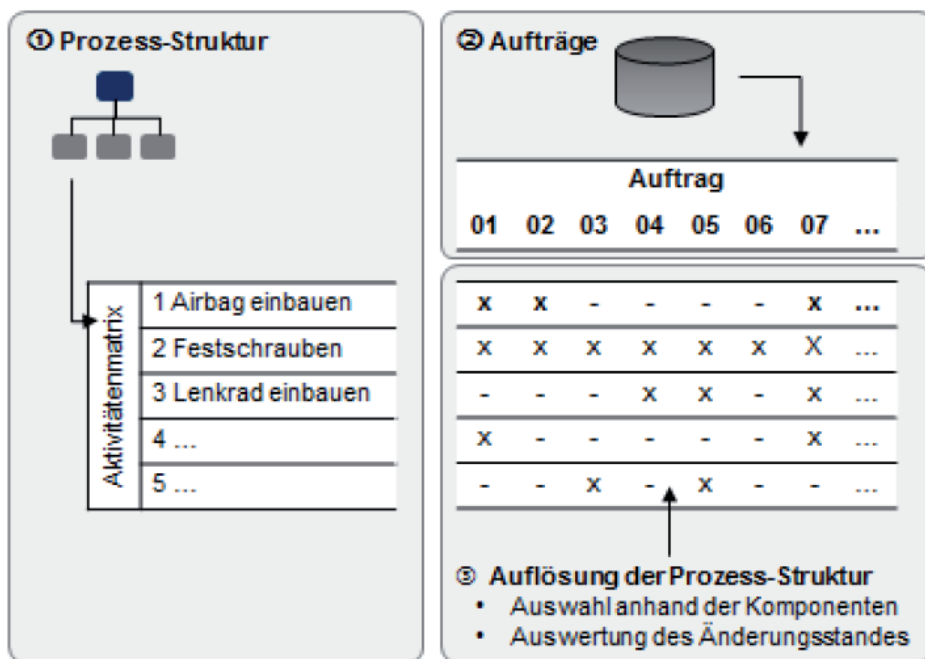 ① Prozess-Struktur
Aktivitätenmatrix
1 Airbag einbauen
2 Festschrauben
3 Lenkrad einbauen
4 ...
5 ...
② Aufträge
Auftrag
01 02 03 04 05 06 07 ...
x x - - - - x ...
x x x x x x X ...
- - - x x - x ...
x - - - - - x ...
- - x - x - - ...
③ Auflösung der Prozess-Struktur
• Auswahl anhand der Komponenten
• Auswertung des Änderungsstandes